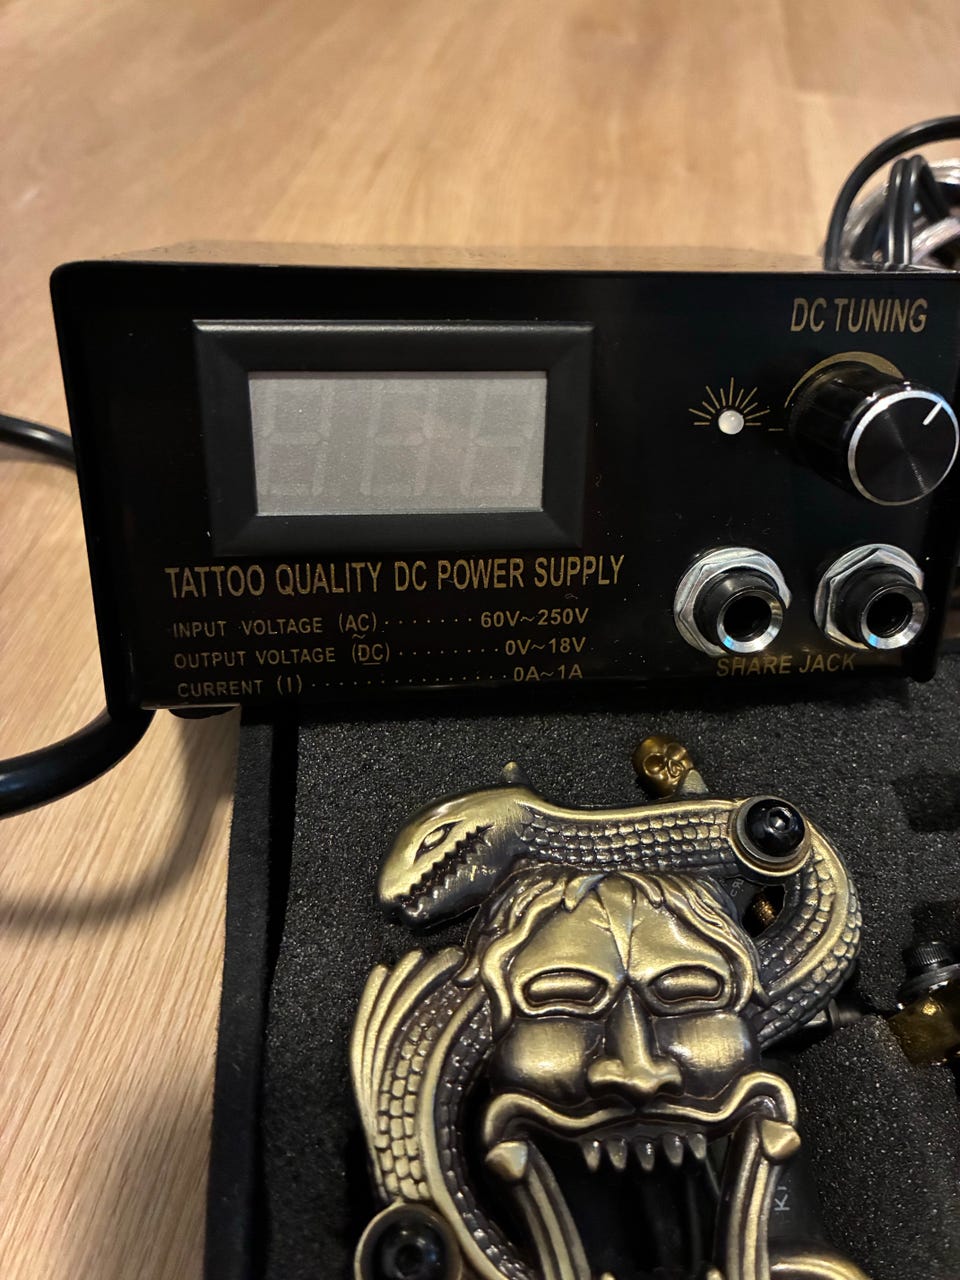 DC TUNING
TATTOO QUALITY DC POWER SUPPLY
INPUT VOLTAGE (AC) · · · · · · · 60V~250V
OUTPUT VOLTAGE (DC) · · · · · · · · 0V~18V
CURRENT (I) · · · · · · · · · · · · · · · 0A~1A
SHARE JACK